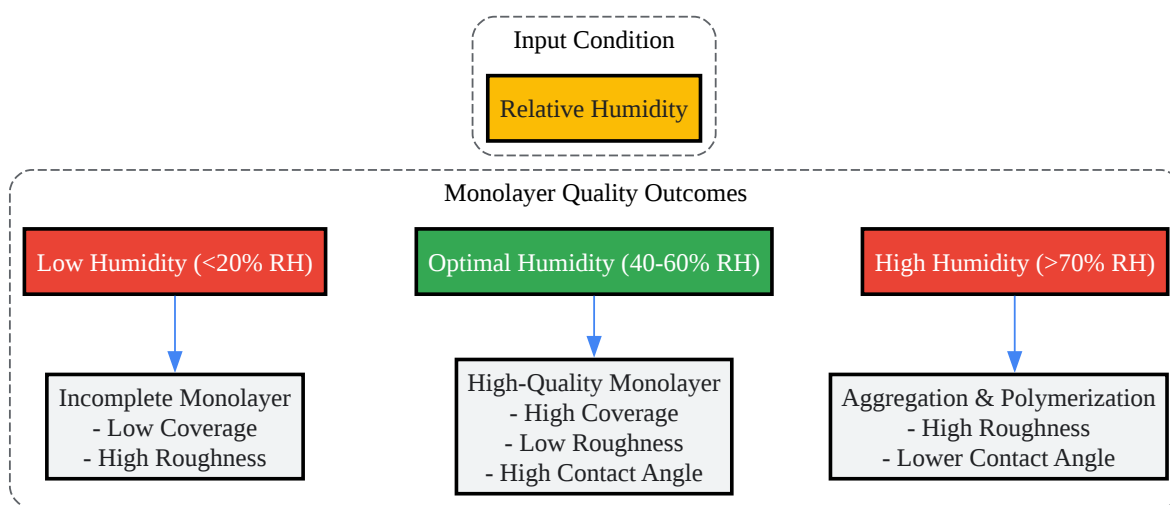 Input Condition
Relative Humidity
Monolayer Quality Outcomes
Low Humidity (<20% RH)
Optimal Humidity (40-60% RH)
High Humidity (>70% RH)
Incomplete Monolayer
- Low Coverage
- High Roughness
High-Quality Monolayer
- High Coverage
- Low Roughness
- High Contact Angle
Aggregation & Polymerization
- High Roughness
- Lower Contact Angle